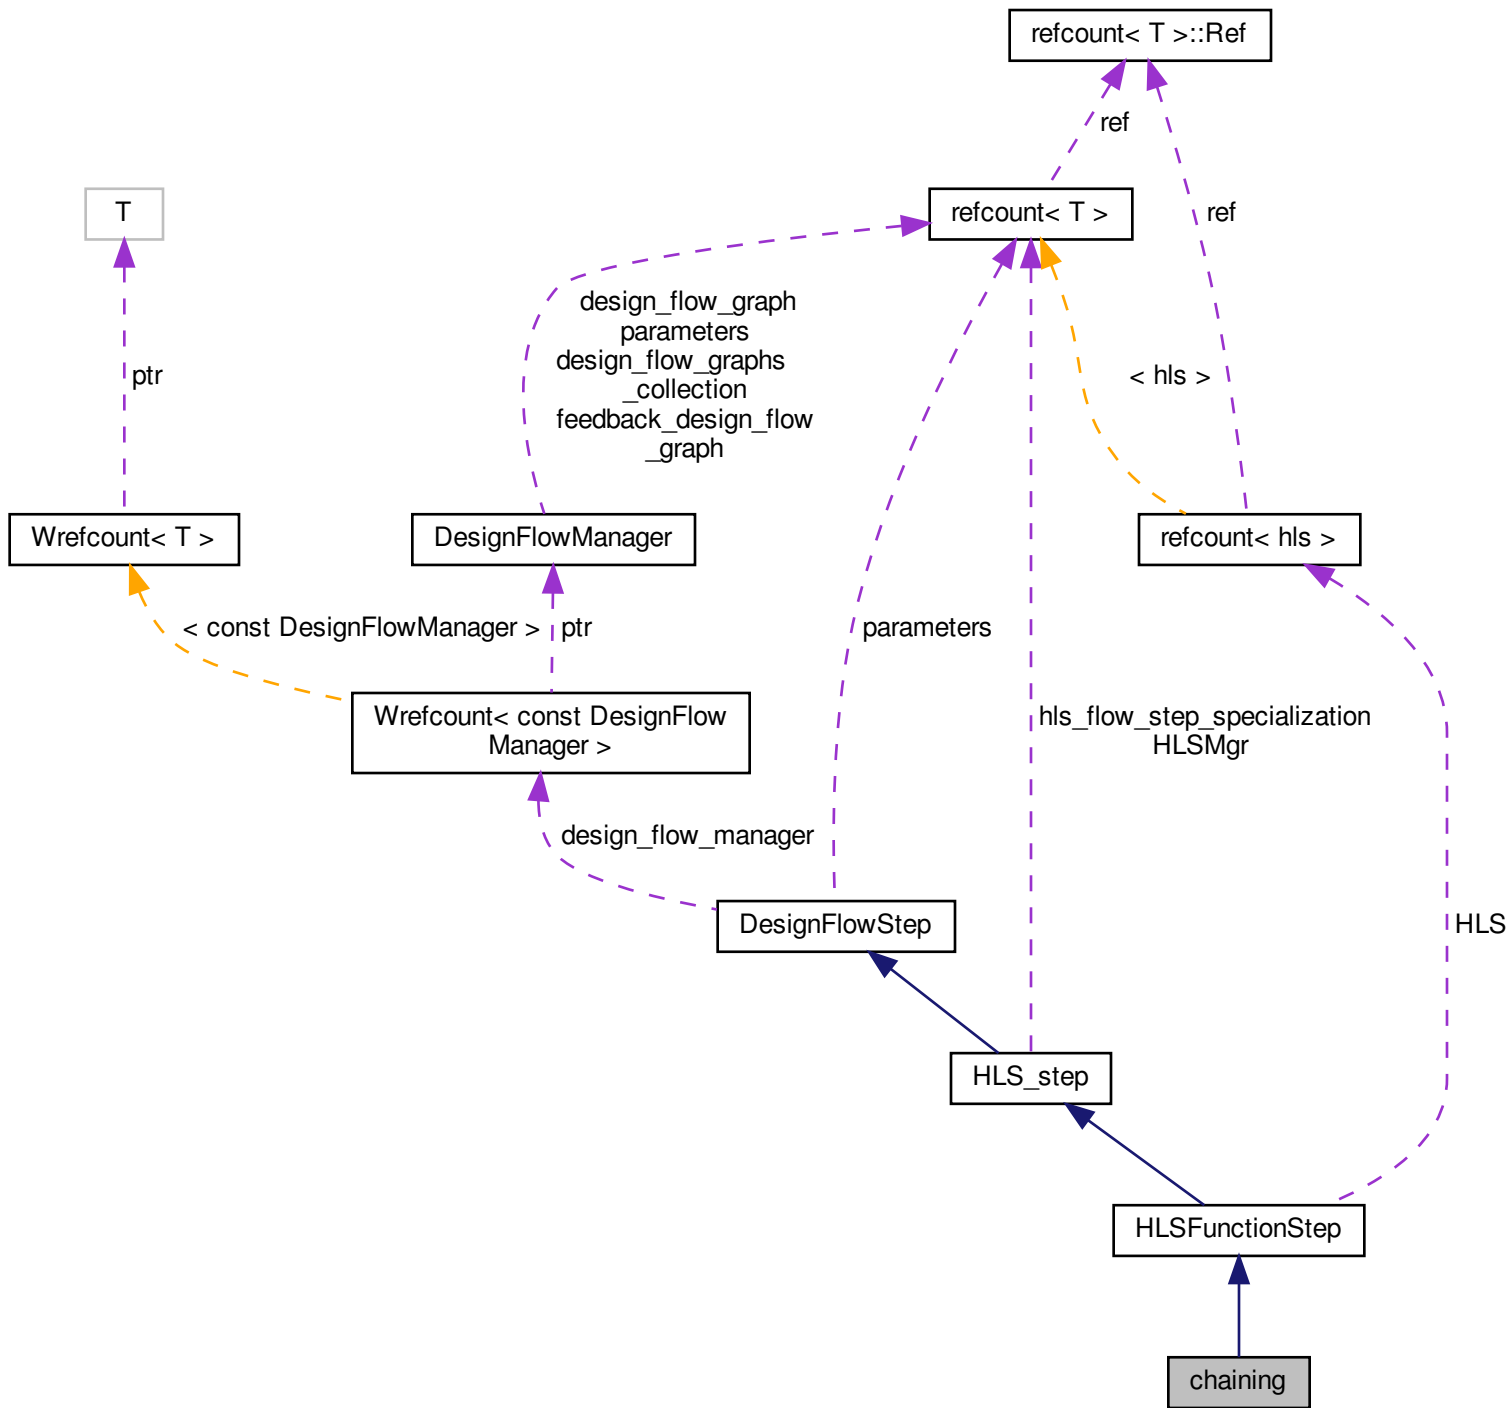 refcount< T >::Ref
ref
T
refcount< T >
ref
design_flow_graph
parameters
design_flow_graphs
_collection
feedback_design_flow
_graph
ptr
< hls >
Wrefcount< T >
DesignFlowManager
refcount< hls >
< const DesignFlowManager >
ptr
parameters
Wrefcount< const DesignFlow
Manager >
hls_flow_step_specialization
HLSMgr
design_flow_manager
DesignFlowStep
HLS
HLS_step
HLSFunctionStep
chaining